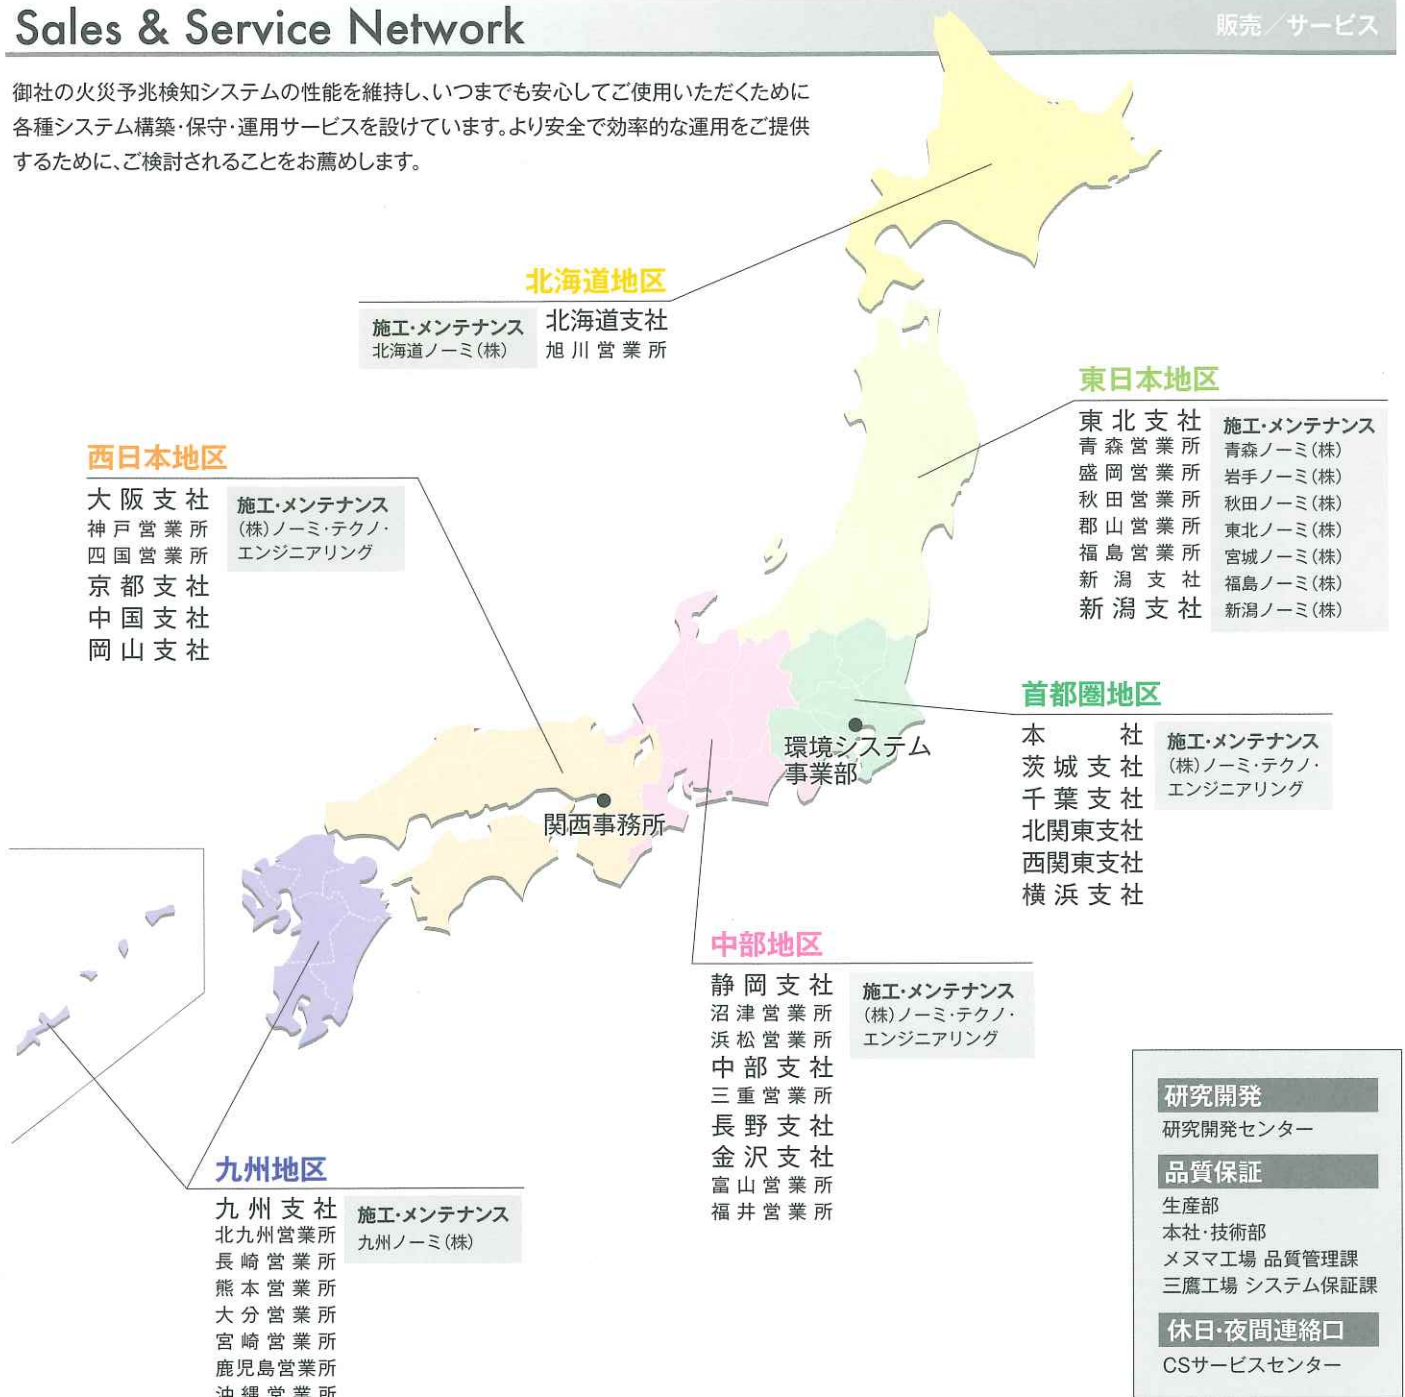 Sales & Service Network
販売／サービス
御社の火災予兆検知システムの性能を維持し、いつまでも安心してご使用いただくために
各種システム構築・保守・運用サービスを設けています。より安全で効率的な運用をご提供
するために、ご検討されることをお薦めします。
北海道地区
施工・メンテナンス
北海道ノーミ(株)
北海道支社
旭川営業所
東日本地区
東北支社
青森営業所
盛岡営業所
秋田営業所
郡山営業所
福島営業所
新潟支社
新潟支社
施工・メンテナンス
青森ノーミ(株)
岩手ノーミ(株)
秋田ノーミ(株)
東北ノーミ(株)
宮城ノーミ(株)
福島ノーミ(株)
新潟ノーミ(株)
西日本地区
大阪支社
神戸営業所
四国営業所
京都支社
中国支社
岡山支社
施工・メンテナンス
(株)ノーミ・テクノ・
エンジニアリング
首都圏地区
本社
茨城支社
千葉支社
北関東支社
西関東支社
横浜支社
施工・メンテナンス
(株)ノーミ・テクノ・
エンジニアリング
環境システム
事業部
関西事務所
中部地区
静岡支社
沼津営業所
浜松営業所
中部支社
三重営業所
長野支社
金沢支社
富山営業所
福井営業所
施工・メンテナンス
(株)ノーミ・テクノ・
エンジニアリング
九州地区
九州支社
北九州営業所
長崎営業所
熊本営業所
大分営業所
宮崎営業所
鹿児島営業所
沖縄営業所
施工・メンテナンス
九州ノーミ(株)
研究開発
研究開発センター
品質保証
生産部
本社・技術部
メヌマ工場 品質管理課
三鷹工場 システム保証課
休日・夜間連絡口
CSサービスセンター